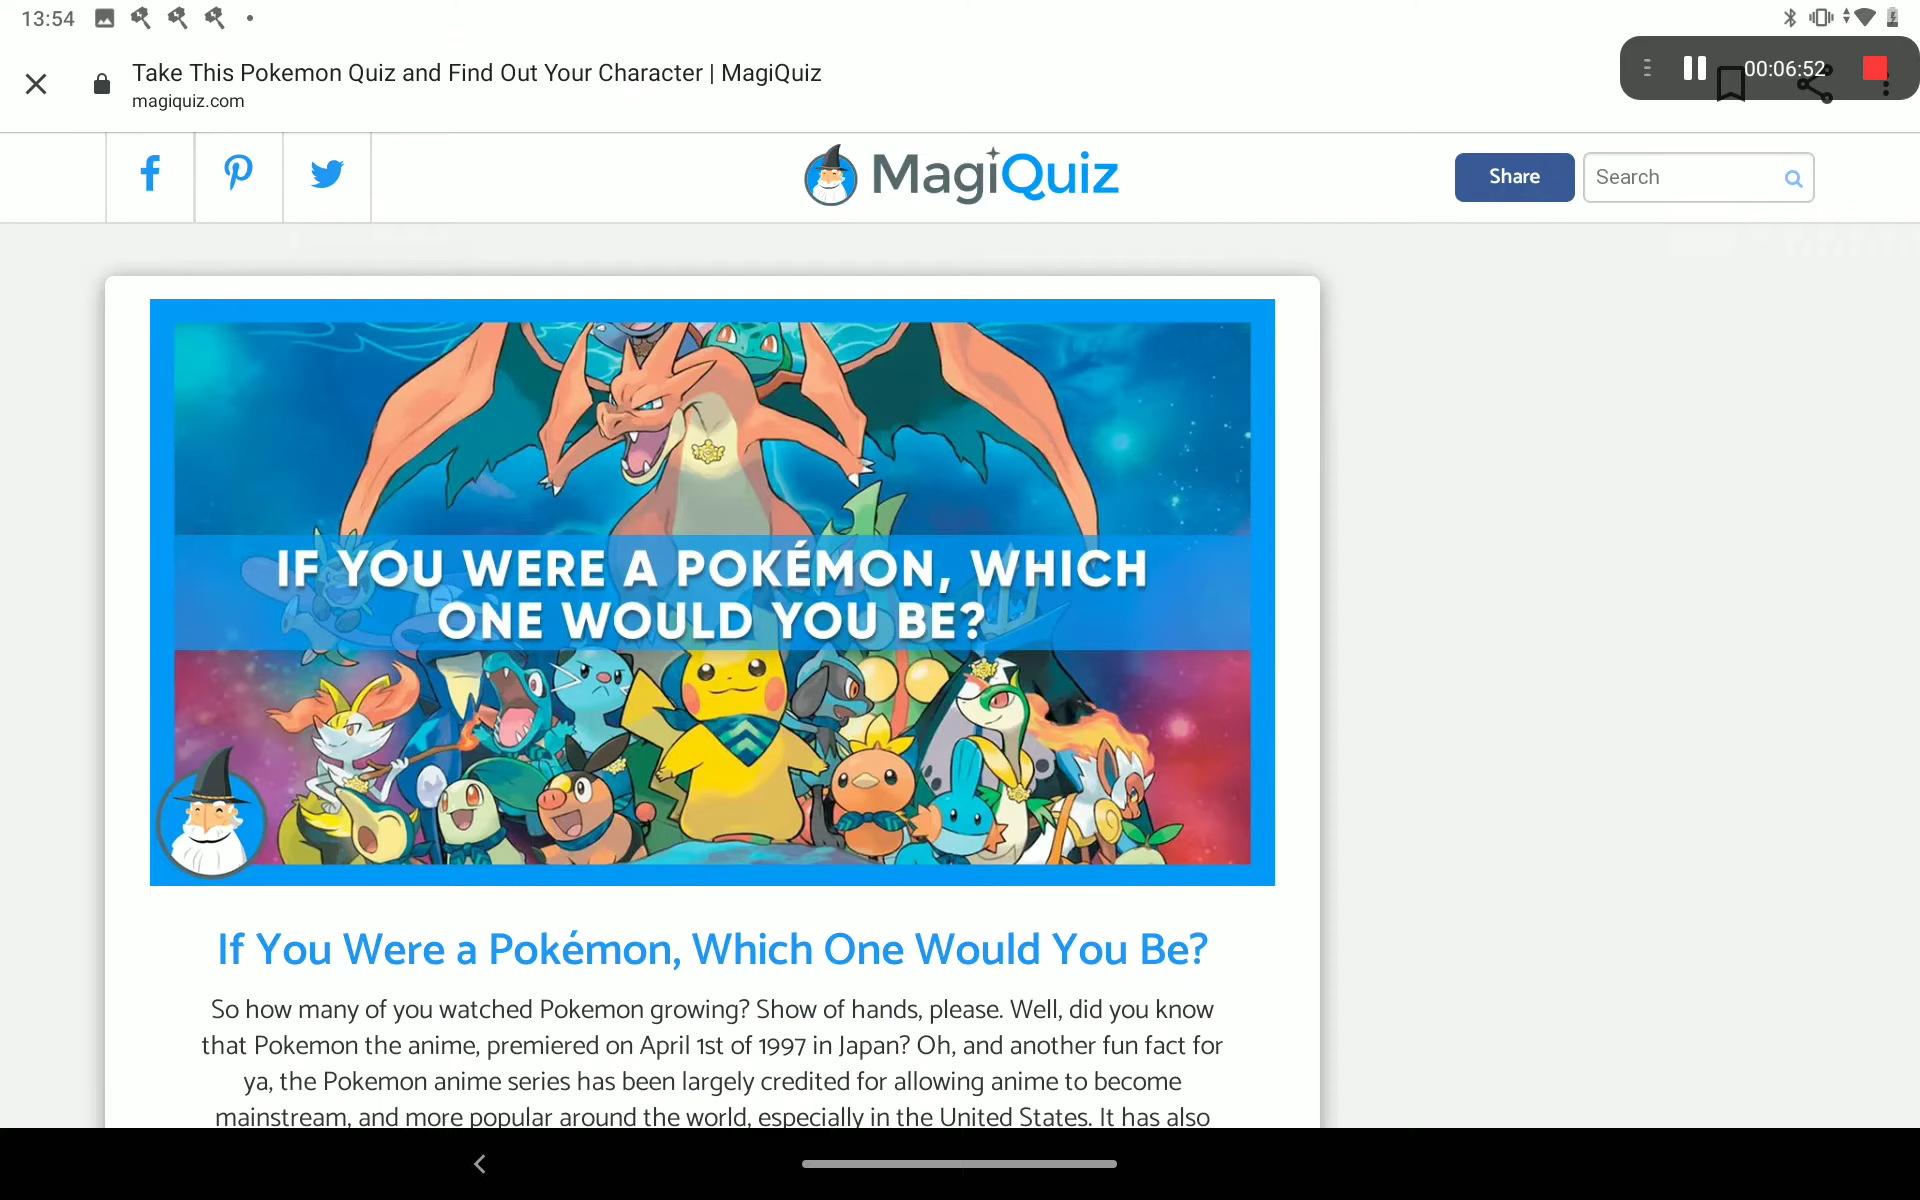 13:54
Take This Pokemon Quiz and Find Out Your Character | MagiQuiz
magiquiz.com
00:06:52
MagiQuiz
Share
Search
IF YOU WERE A POKÉMON, WHICH
ONE WOULD YOU BE?
If You Were a Pokémon, Which One Would You Be?
So how many of you watched Pokemon growing? Show of hands, please. Well, did you know
that Pokemon the anime, premiered on April 1st of 1997 in Japan? Oh, and another fun fact for
ya, the Pokemon anime series has been largely credited for allowing anime to become
mainstream, and more popular around the world, especially in the United States. It has also